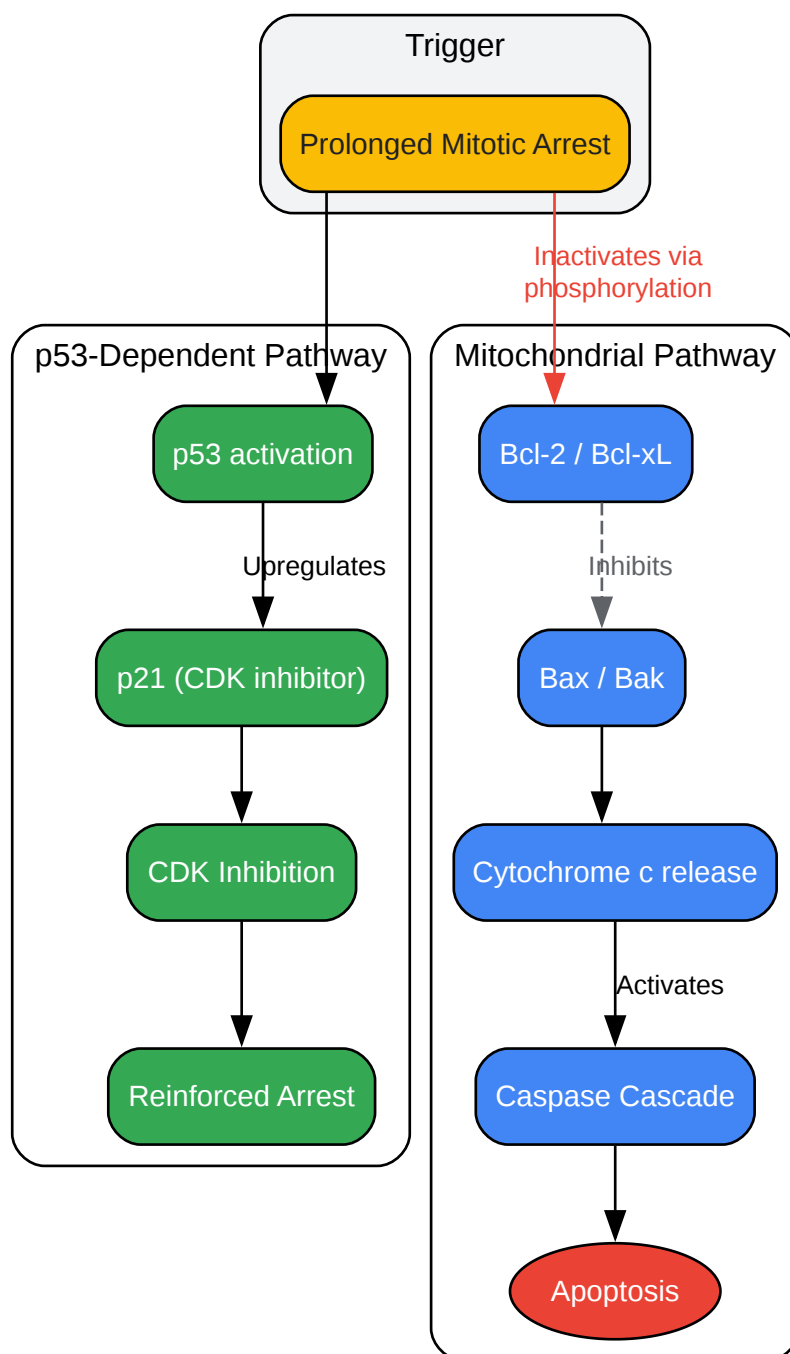 Trigger
Prolonged Mitotic Arrest
Inactivates via
phosphorylation
p53-Dependent Pathway
p53 activation
Upregulates
p21 (CDK inhibitor)
CDK Inhibition
Reinforced Arrest
Mitochondrial Pathway
Bcl-2 / Bcl-xL
Inhibits
Bax / Bak
Cytochrome c release
Activates
Caspase Cascade
Apoptosis